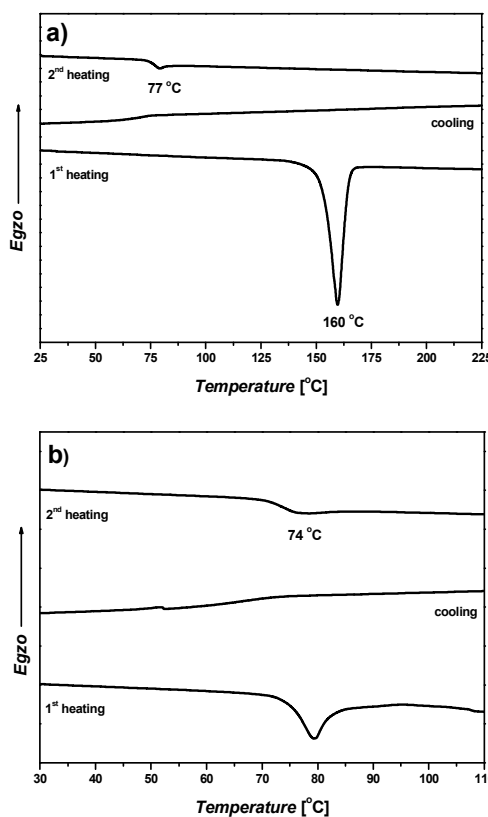 a)
2nd heating
77 °C
cooling
1st heating
160 °C
Egzo
25 50 75 100 125 150 175 200 225
Temperature [°C]
b)
2nd heating
74 °C
cooling
1st heating
Egzo
30 40 50 60 70 80 90 100 11
Temperature [°C]